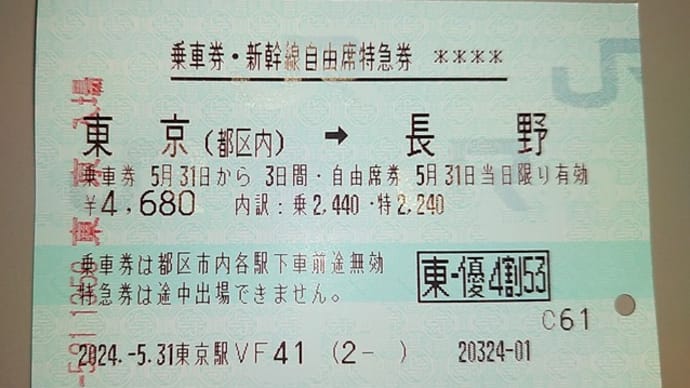 乗車券・新幹線自由席特急券 ****
東京(都区内) → 長野
乗車券 5月31日から 3日間・自由席券 5月31日当日限り有効
¥4,680 内訳:乗2,440・特2,240
乗車券は都区市内各駅下車前途無効
特急券は途中出場できません。
東-優4割53
C61
2024.-5.31東京駅VF41 (2- ) 20324-01
入場